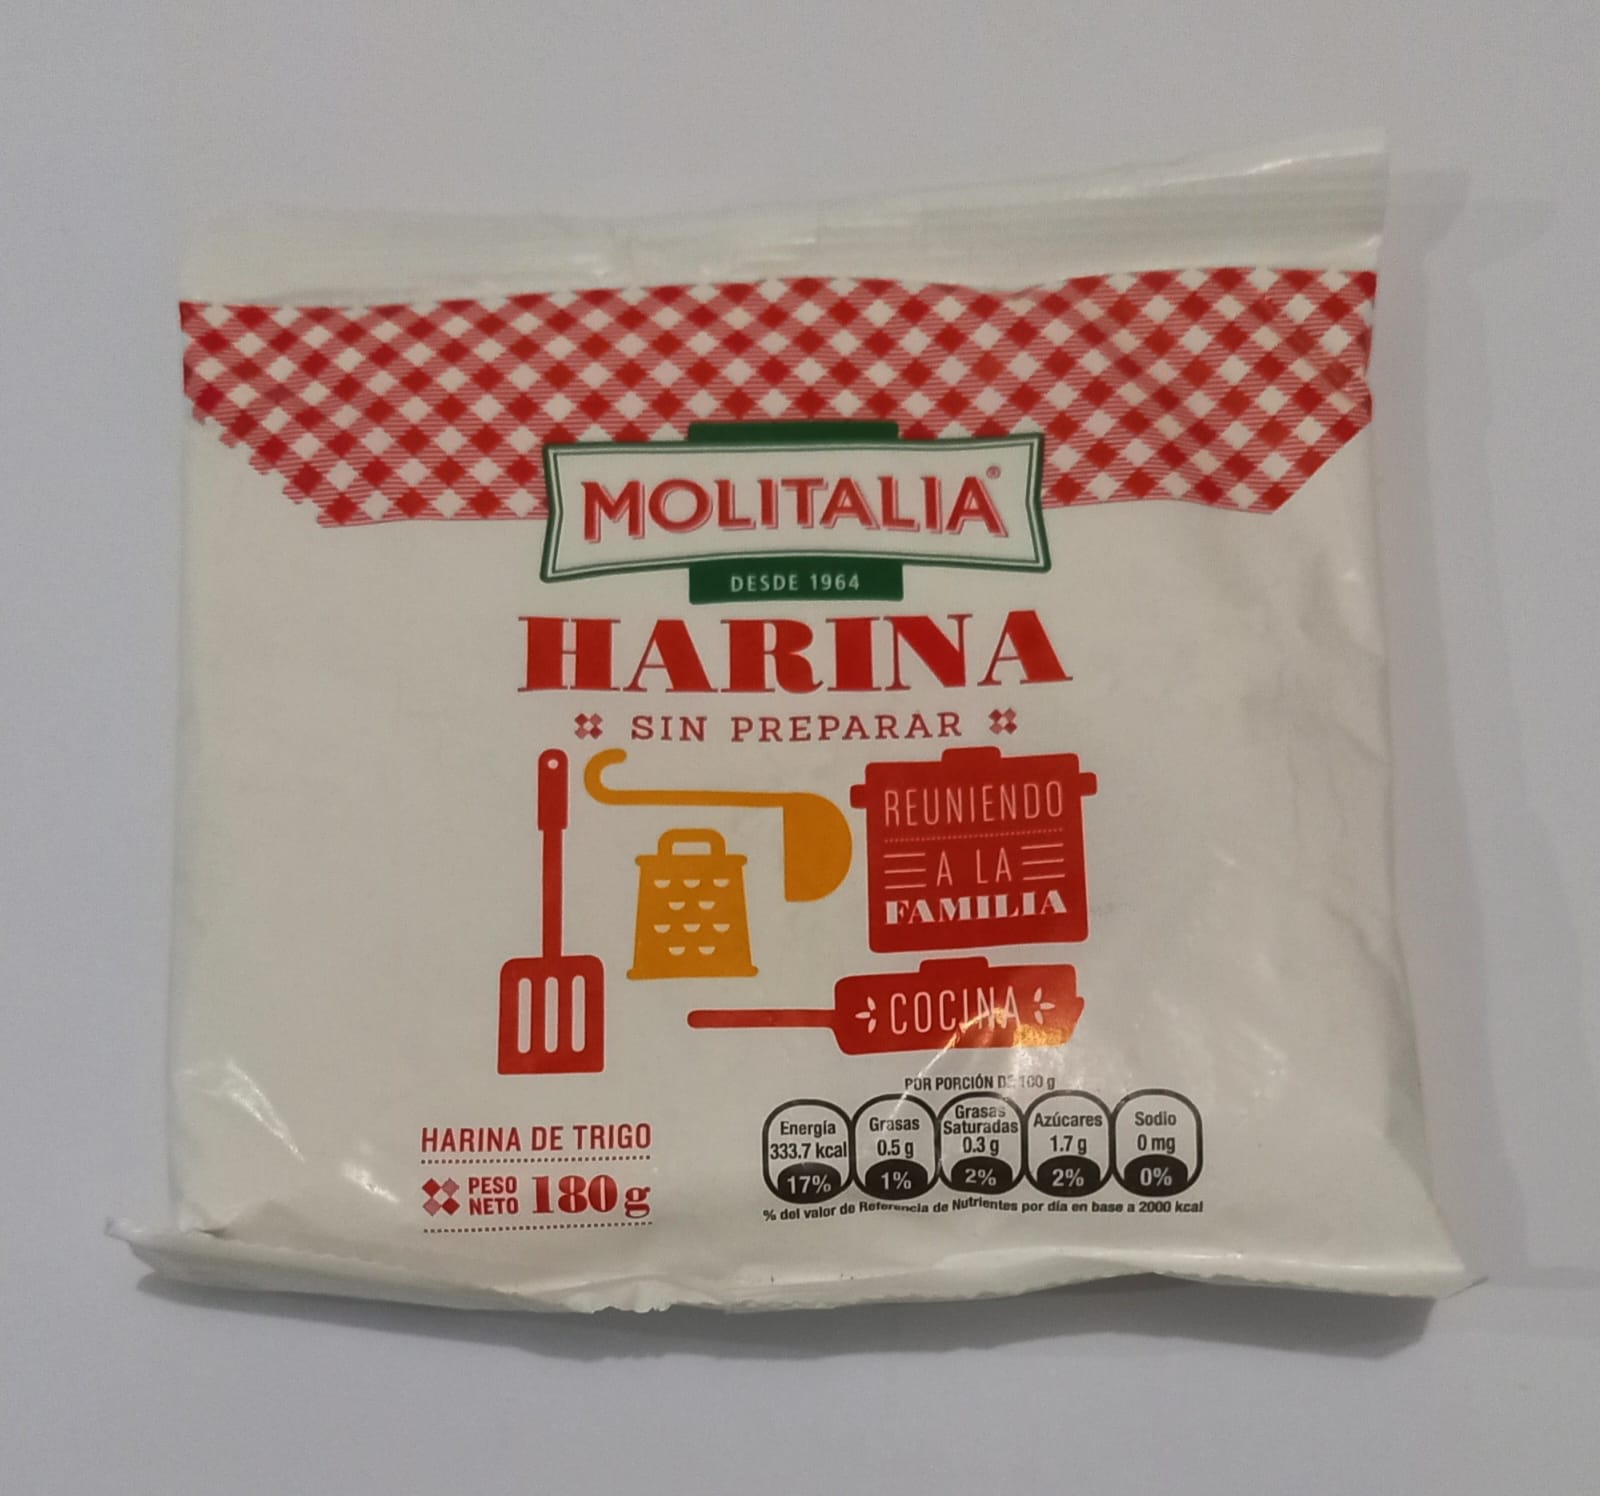 MOLITALIA®
DESDE 1964
HARINA
SIN PREPARAR
REUNIENDO
A LA
FAMILIA
COCINA
HARINA DE TRIGO
PESO
NETO 180 g
POR PORCIÓN DE 100 g
Energía
333.7 kcal
17%
Grasas
0.5 g
1%
Grasas
Saturadas
0.3 g
2%
Azúcares
1.7 g
2%
Sodio
0 mg
0%
% del valor de Referencia de Nutrientes por día en base a 2000 kcal